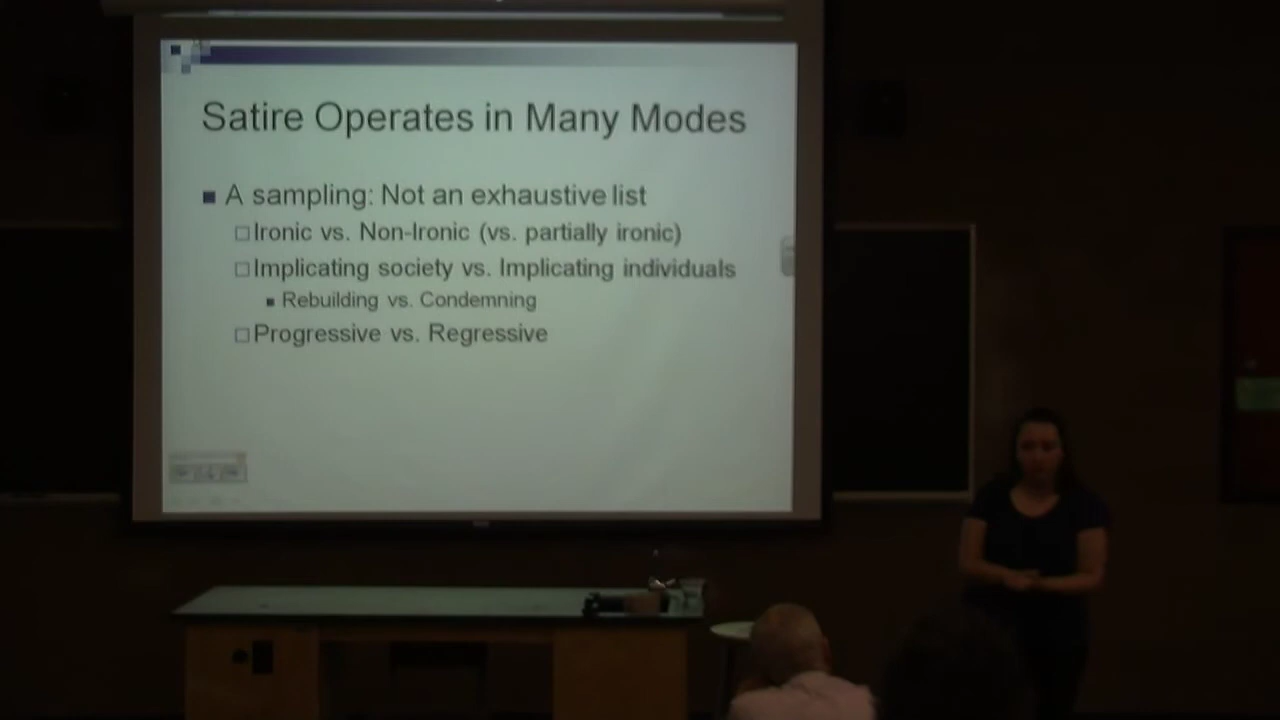 Satire Operates in Many Modes
A sampling: Not an exhaustive list
Ironic vs. Non-Ironic (vs. partially ironic)
Implicating society vs. Implicating individuals
Rebuilding vs. Condemning
Progressive vs. Regressive